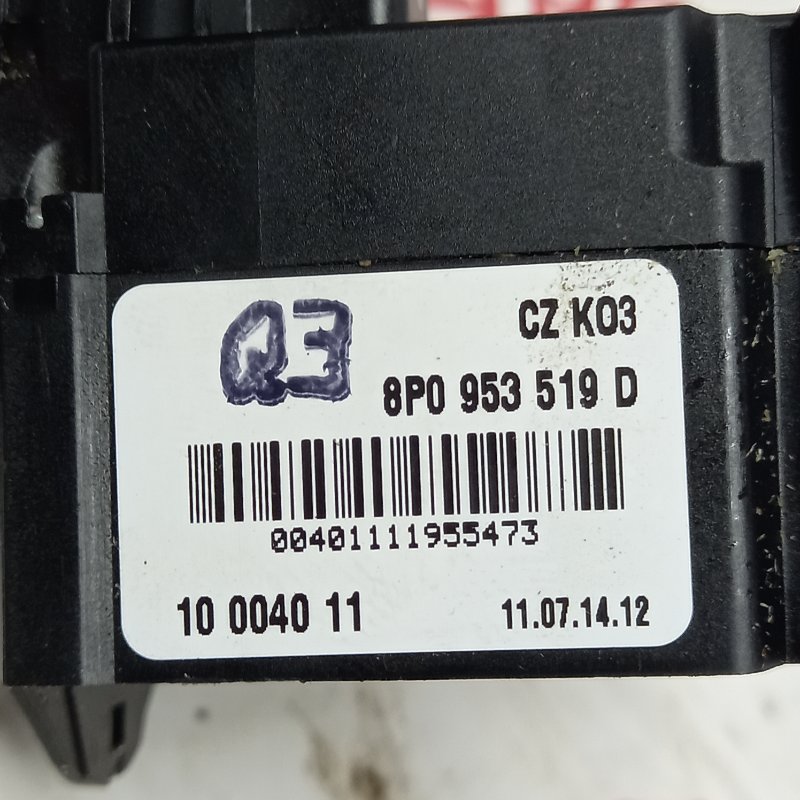 Q3
CZ K03
8P0 953 519 D
00401111955473
10 0040 11
11.07.14.12